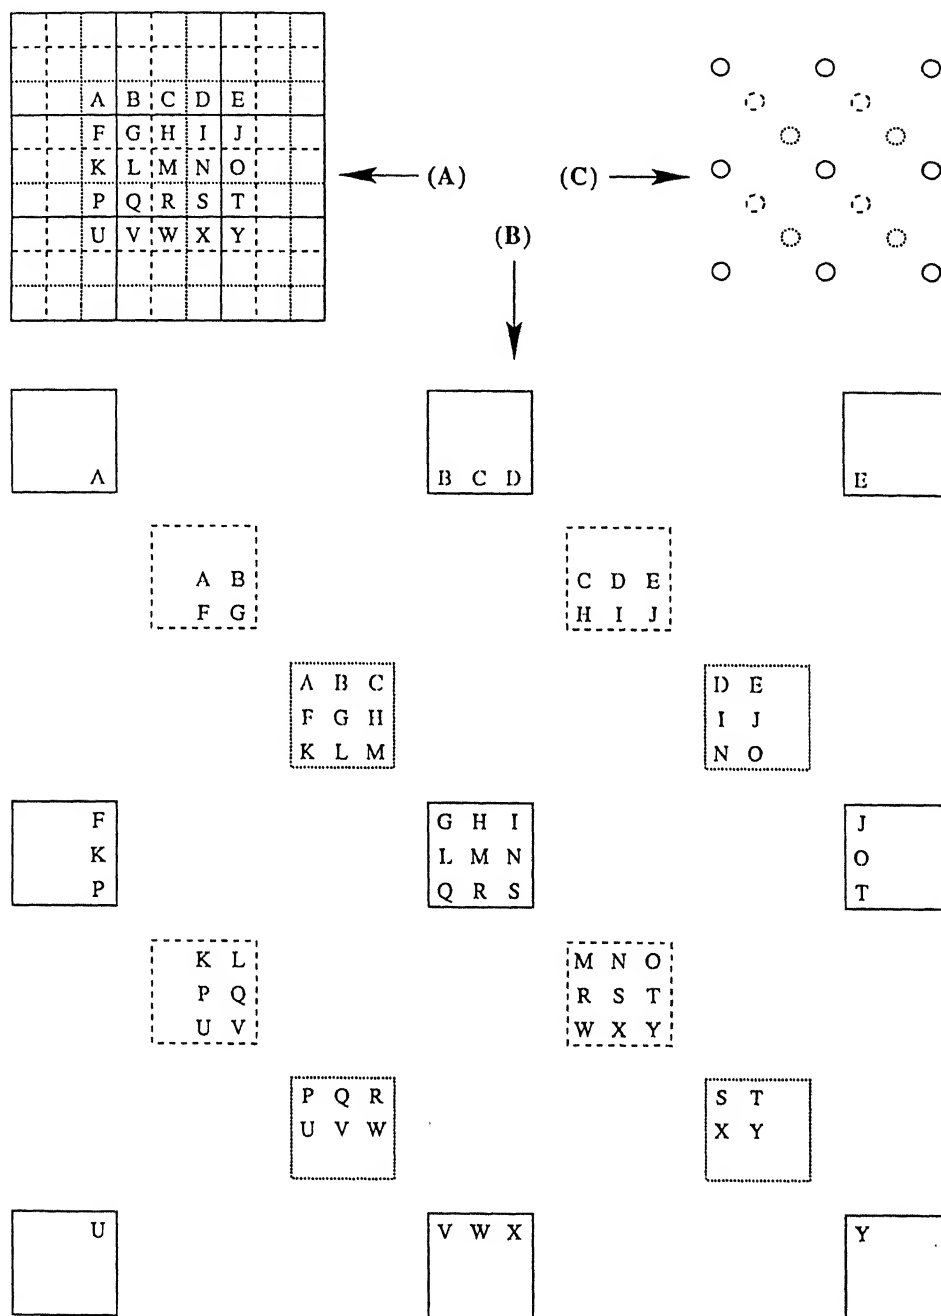 A B C D E
F G H I J
K L M N O
P Q R S T
U V W X Y
(A)
(C)
(B)
A
B C D
E
A B
F G
C D E
H I J
A B C
F G H
K L M
D E
I J
N O
F
K
P
G H I
L M N
Q R S
J
O
T
K L
P Q
U V
M N O
R S T
W X Y
P Q R
U V W
S T
X Y
U
V W X
Y